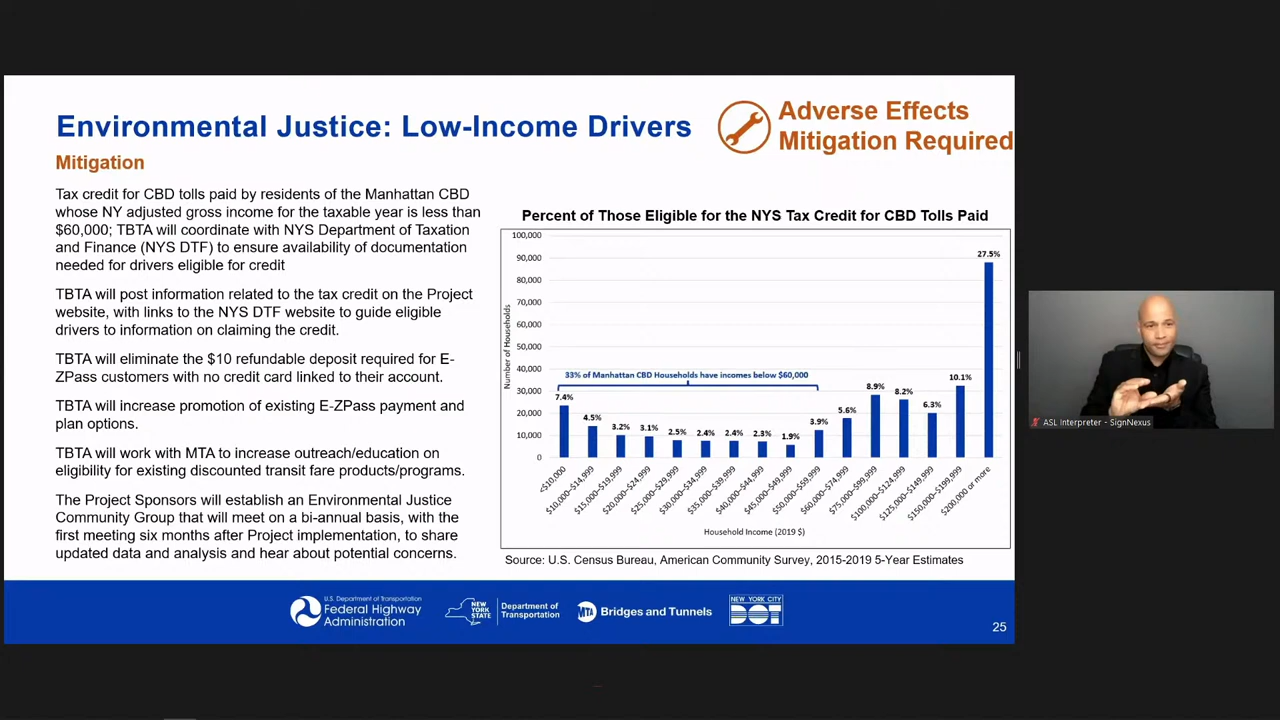 Environmental Justice: Low-Income Drivers
Adverse Effects
Mitigation Required
Mitigation
Tax credit for CBD tolls paid by residents of the Manhattan CBD
whose NY adjusted gross income for the taxable year is less than
$60,000; TBTA will coordinate with NYS Department of Taxation
and Finance (NYS DTF) to ensure availability of documentation
needed for drivers eligible for credit
TBTA will post information related to the tax credit on the Project
website, with links to the NYS DTF website to guide eligible
drivers to information on claiming the credit.
TBTA will eliminate the $10 refundable deposit required for E-
ZPass customers with no credit card linked to their account.
TBTA will increase promotion of existing E-ZPass payment and
plan options.
TBTA will work with MTA to increase outreach/education on
eligibility for existing discounted transit fare products/programs.
The Project Sponsors will establish an Environmental Justice
Community Group that will meet on a bi-annual basis, with the
first meeting six months after Project implementation, to share
updated data and analysis and hear about potential concerns.
Percent of Those Eligible for the NYS Tax Credit for CBD Tolls Paid
Number of Households
100,000
90,000
80,000
70,000
60,000
50,000
40,000
30,000
20,000
10,000
0
33% of Manhattan CBD Households have incomes below $60,000
7.4%
4.5%
3.2%
3.1%
2.5%
2.4%
2.4%
2.3%
1.9%
3.9%
5.6%
8.9%
8.2%
6.3%
10.1%
27.5%
<$10,000
$10,000–$14,999
$15,000–$19,999
$20,000–$24,999
$25,000–$29,999
$30,000–$34,999
$35,000–$39,999
$40,000–$44,999
$45,000–$49,999
$50,000–$59,999
$60,000–$74,999
$75,000–$99,999
$100,000–$124,999
$125,000–$149,999
$150,000–$199,999
$200,000 or more
Household Income (2019 $)
Source: U.S. Census Bureau, American Community Survey, 2015-2019 5-Year Estimates
U.S. Department of Transportation
Federal Highway
Administration
NEW
YORK
STATE
Department of
Transportation
MTA
Bridges and Tunnels
NEW YORK CITY
DOT
25
ASL Interpreter - SignNexus